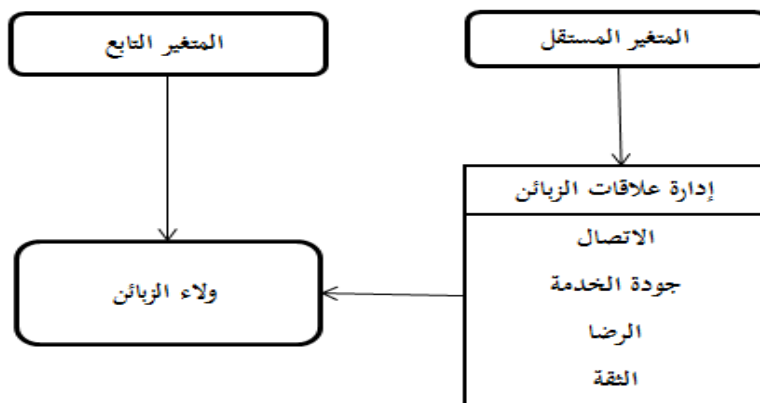 المتغير المستقل
المتغير التابع
إدارة علاقات الزبائن
الاتصال
جودة الخدمة
الرضا
الثقة
ولاء الزبائن